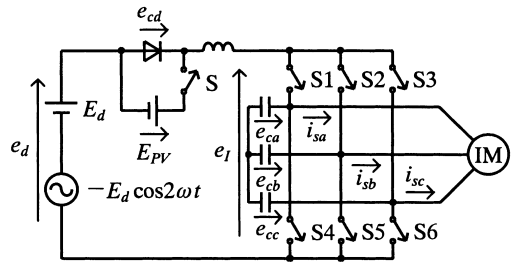 e_cd
S
S1 S2 S3
E_d
E_PV
e_d
e_I
e_ca
i_sa
IM
e_cb
i_sb
i_sc
−E_d cos2ωt
e_cc
S4 S5 S6